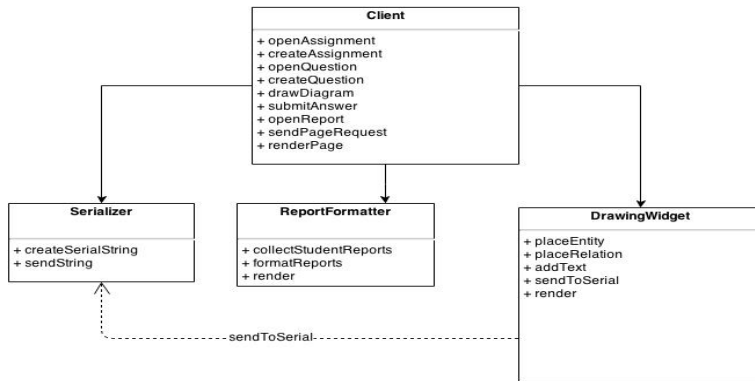 Client
+ openAssignment
+ createAssignment
+ openQuestion
+ createQuestion
+ drawDiagram
+ submitAnswer
+ openReport
+ sendPageRequest
+ renderPage
Serializer
+ createSerialString
+ sendString
ReportFormatter
+ collectStudentReports
+ formatReports
+ render
DrawingWidget
+ placeEntity
+ placeRelation
+ addText
+ sendToSerial
+ render
sendToSerial